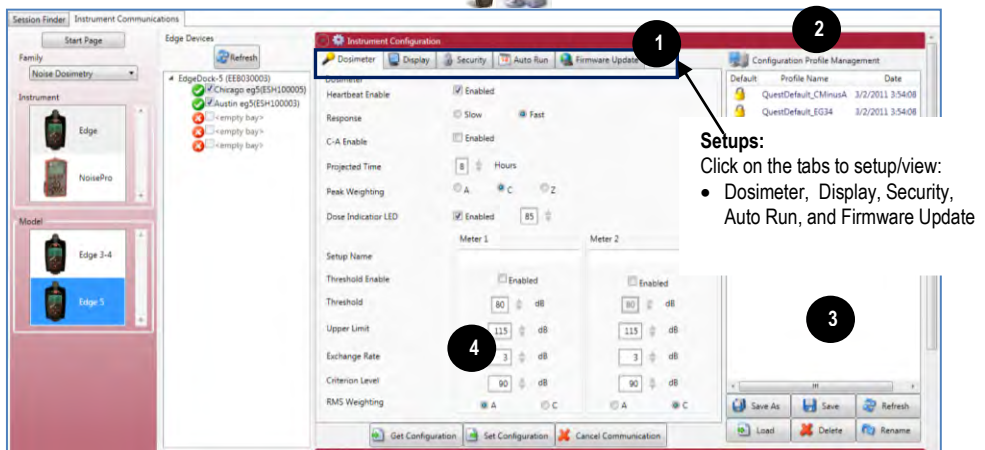 Session Finder Instrument Communications
Start Page
Family
Noise Dosimetry
Instrument
Edge
NoisePro
Model
Edge 3-4
Edge 5
Edge Devices
Refresh
EdgeDock-5 (EEB030003)
Chicago eg5(ESH100005)
Austin eg5(ESH100003)
<empty bay>
<empty bay>
<empty bay>
Instrument Configuration
Dosimeter Display Security Auto Run Firmware Update
1
Dosimeter
Heartbeat Enable Enabled
Response Slow Fast
C-A Enable Enabled
Projected Time 8 Hours
Peak Weighting A C Z
Dose Indicatior LED Enabled 85
Meter 1 Meter 2
Setup Name
Threshold Enable Enabled Enabled
Threshold 80 dB 80 dB
Upper Limit 115 dB 115 dB
4
Exchange Rate 3 dB 3 dB
Criterion Level 90 dB 90 dB
RMS Weighting A C A C
Get Configuration Set Configuration Cancel Communication
2
Configuration Profile Management
Default Profile Name Date
QuestDefault_CMinusA 3/2/2011 3:54:08
QuestDefault_EG34 3/2/2011 3:54:08
Setups:
Click on the tabs to setup/view:
• Dosimeter, Display, Security,
Auto Run, and Firmware Update
3
Save As Save Refresh
Load Delete Rename